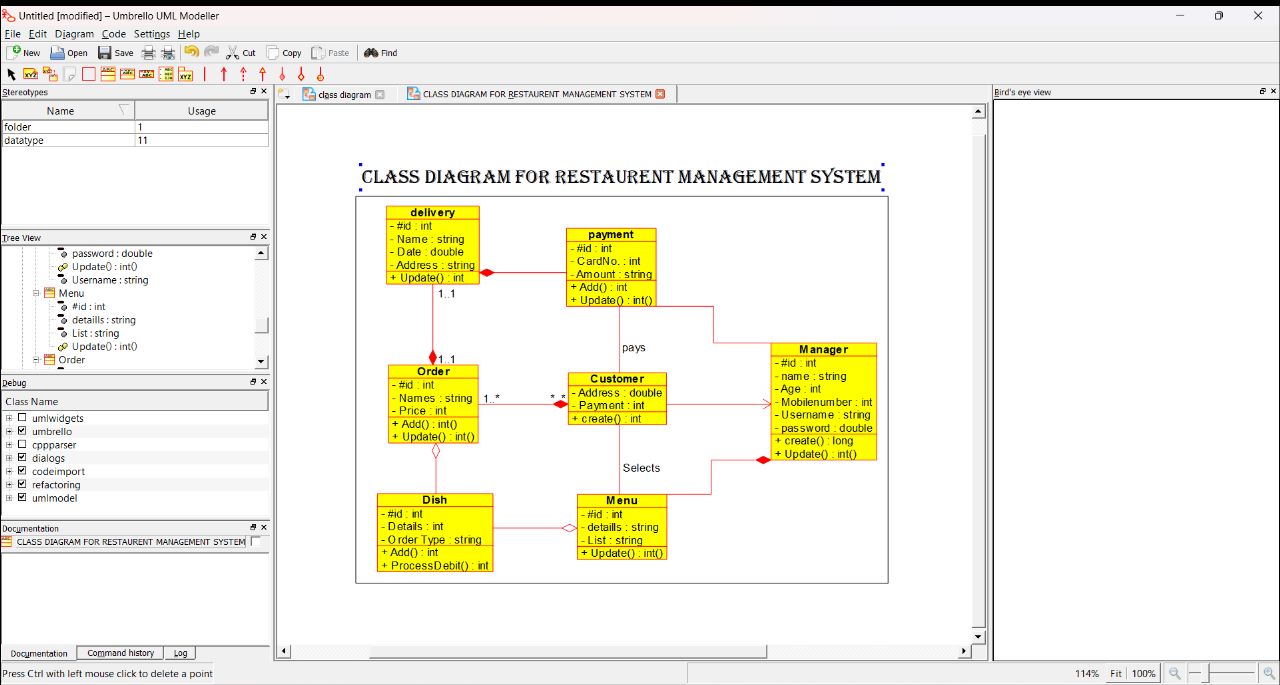 Untitled [modified] – Umbrello UML Modeller
File Edit Diagram Code Settings Help
New Open Save Cut Copy Paste Find
Stereotypes
Name Usage
folder 1
datatype 11
Tree View
password : double
Update() : int()
Username : string
Menu
#id : int
detaills : string
List : string
Update() : int()
Order
Debug
Class Name
umlwidgets
umbrello
cppparser
dialogs
codeimport
refactoring
umlmodel
Documentation
CLASS DIAGRAM FOR RESTAURENT MANAGEMENT SYSTEM
Documentation Command history Log
Press Ctrl with left mouse click to delete a point
class diagram
CLASS DIAGRAM FOR RESTAURENT MANAGEMENT SYSTEM
CLASS DIAGRAM FOR RESTAURENT MANAGEMENT SYSTEM
delivery
- #id : int
- Name : string
- Date : double
- Address : string
+ Update() : int
payment
- #id : int
- CardNo. : int
- Amount : string
+ Add() : int
+ Update() : int()
1..1
1..1
pays
Order
- #id : int
- Names : string
- Price : int
+ Add() : int()
+ Update() : int()
1..*
*..*
Customer
- Address : double
- Payment : int
+ create() : int
Manager
- #id : int
- name : string
- Age : int
- Mobilenumber : int
- Username : string
- password : double
+ create() : long
+ Update() : int()
Selects
Dish
- #id : int
- Details : int
- Order Type : string
+ Add() : int
+ ProcessDebit() : int
Menu
- #id : int
- detaills : string
- List : string
+ Update() : int()
Bird's eye view
114% Fit 100%